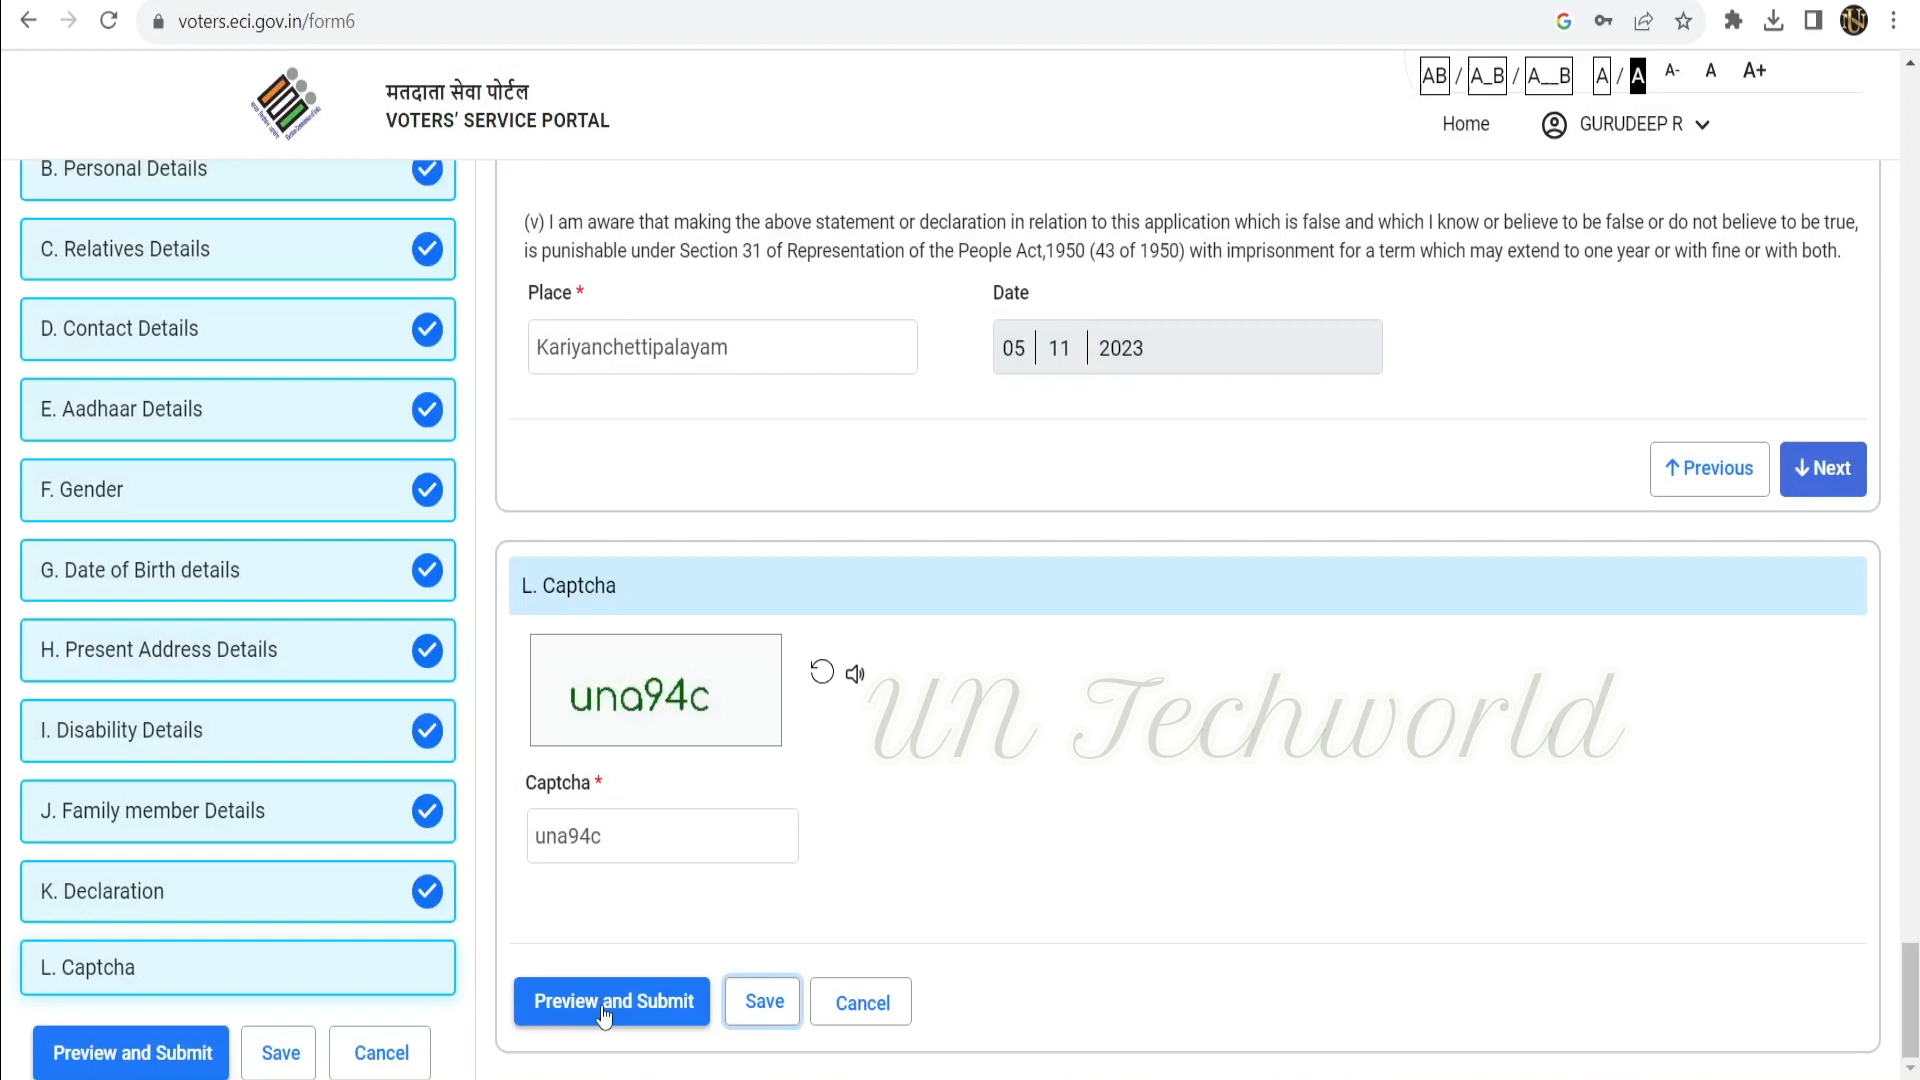 voters.eci.gov.in/form6
AB / A_B / A__B A / A A- A A+
मतदाता सेवा पोर्टल
VOTERS’ SERVICE PORTAL
Home GURUDEEP R
B. Personal Details
C. Relatives Details
D. Contact Details
E. Aadhaar Details
F. Gender
G. Date of Birth details
H. Present Address Details
I. Disability Details
J. Family member Details
K. Declaration
L. Captcha
Preview and Submit Save Cancel
(v) I am aware that making the above statement or declaration in relation to this application which is false and which I know or believe to be false or do not believe to be true,
is punishable under Section 31 of Representation of the People Act,1950 (43 of 1950) with imprisonment for a term which may extend to one year or with fine or with both.
Place * Date
Kariyanchettipalayam 05 11 2023
Previous Next
L. Captcha
una94c
UN Techworld
Captcha *
una94c
Preview and Submit Save Cancel